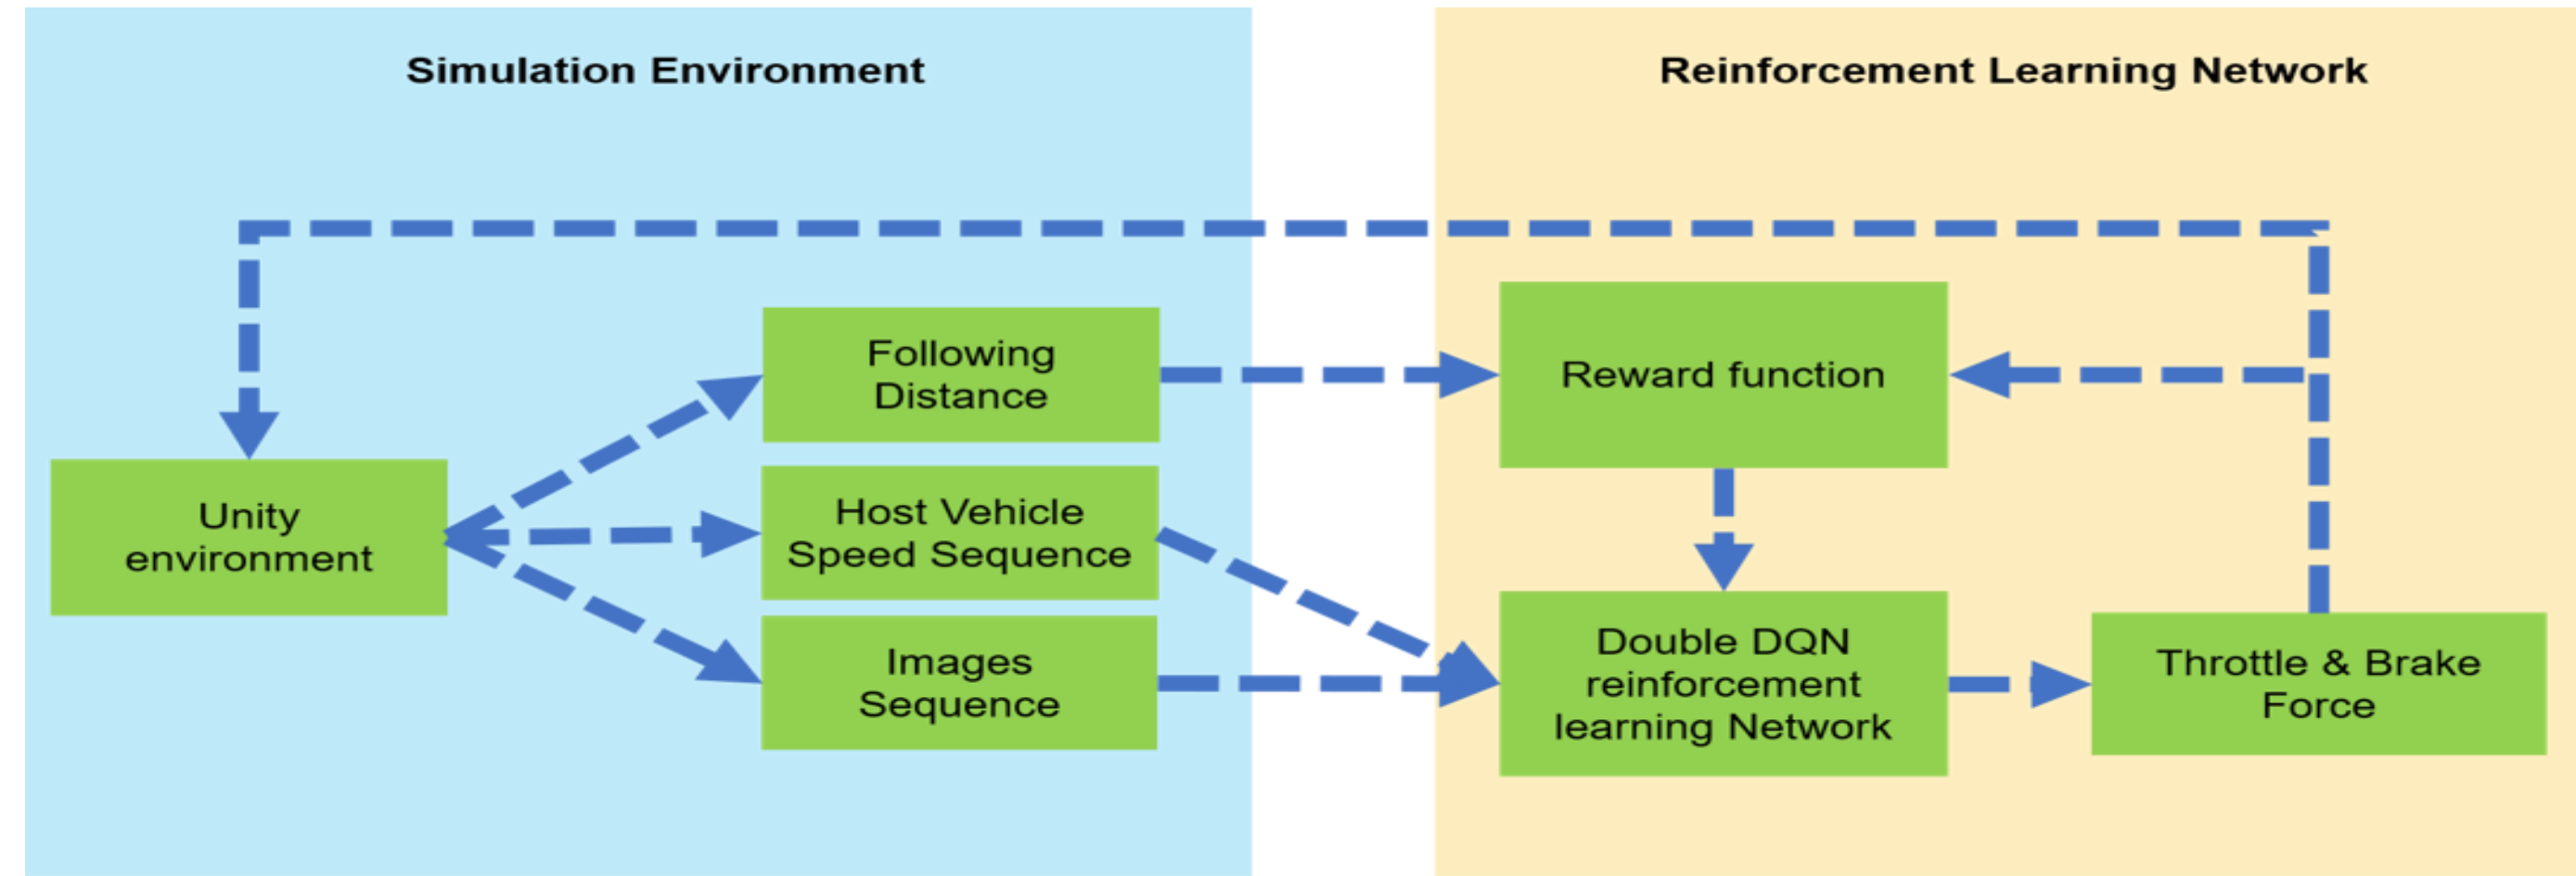 Simulation Environment
Reinforcement Learning Network
Unity
environment
Following
Distance
Host Vehicle
Speed Sequence
Images
Sequence
Reward function
Double DQN
reinforcement
learning Network
Throttle & Brake
Force